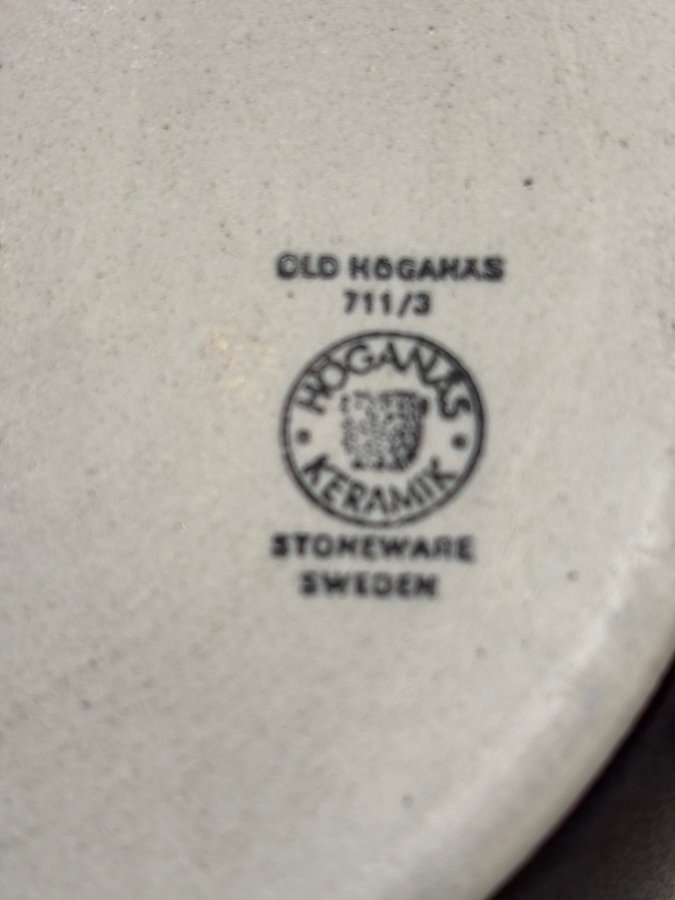 OLD HÖGANÄS
711/3
HÖGANÄS
KERAMIK
STONEWARE
SWEDEN